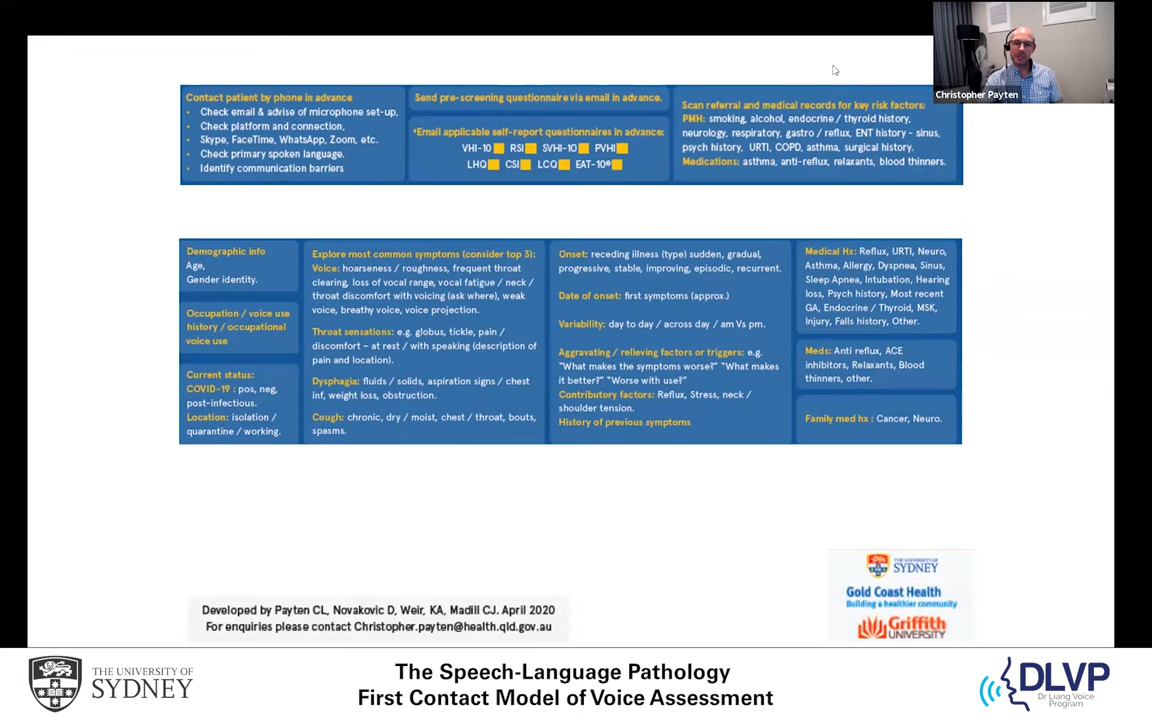 Christopher Payten
Contact patient by phone in advance
• Check email & advise of microphone set-up,
• Check platform and connection,
• Skype, FaceTime, WhatsApp, Zoom, etc.
• Check primary spoken language.
• Identify communication barriers
Send pre-screening questionnaire via email in advance.
*Email applicable self-report questionnaires in advance:
VHI-10 RSI SVHI-10 PVHI
LHQ CSI LCQ EAT-10®
Scan referral and medical records for key risk factors:
PMH: smoking, alcohol, endocrine / thyroid history,
neurology, respiratory, gastro / reflux, ENT history - sinus,
psych history, URTI, COPD, asthma, surgical history.
Medications: asthma, anti-reflux, relaxants, blood thinners.
Demographic info
Age,
Gender identity.
Occupation / voice use
history / occupational
voice use
Current status:
COVID-19 : pos, neg,
post-infectious.
Location: isolation /
quarantine / working.
Explore most common symptoms (consider top 3):
Voice: hoarseness / roughness, frequent throat
clearing, loss of vocal range, vocal fatigue / neck /
throat discomfort with voicing (ask where), weak
voice, breathy voice, voice projection.
Throat sensations: e.g. globus, tickle, pain /
discomfort – at rest / with speaking (description of
pain and location).
Dysphagia: fluids / solids, aspiration signs / chest
inf, weight loss, obstruction.
Cough: chronic, dry / moist, chest / throat, bouts,
spasms.
Onset: receding illness (type) sudden, gradual,
progressive, stable, improving, episodic, recurrent.
Date of onset: first symptoms (approx.)
Variability: day to day / across day / am Vs pm.
Aggravating / relieving factors or triggers: e.g.
"What makes the symptoms worse?" "What makes
it better?" "Worse with use?"
Contributory factors: Reflux, Stress, neck /
shoulder tension.
History of previous symptoms
Medical Hx: Reflux, URTI, Neuro,
Asthma, Allergy, Dyspnea, Sinus,
Sleep Apnea, Intubation, Hearing
loss, Psych history, Most recent
GA, Endocrine / Thyroid, MSK,
Injury, Falls history, Other.
Meds: Anti reflux, ACE
inhibitors, Relaxants, Blood
thinners, other.
Family med hx : Cancer, Neuro.
Developed by Payten CL, Novakovic D, Weir, KA, Madill CJ. April 2020
For enquiries please contact Christopher.payten@health.qld.gov.au
THE UNIVERSITY OF
SYDNEY
Gold Coast Health
Building a healthier community
Griffith
UNIVERSITY
THE UNIVERSITY OF
SYDNEY
The Speech-Language Pathology
First Contact Model of Voice Assessment
DLVP
Dr Liang Voice
Program